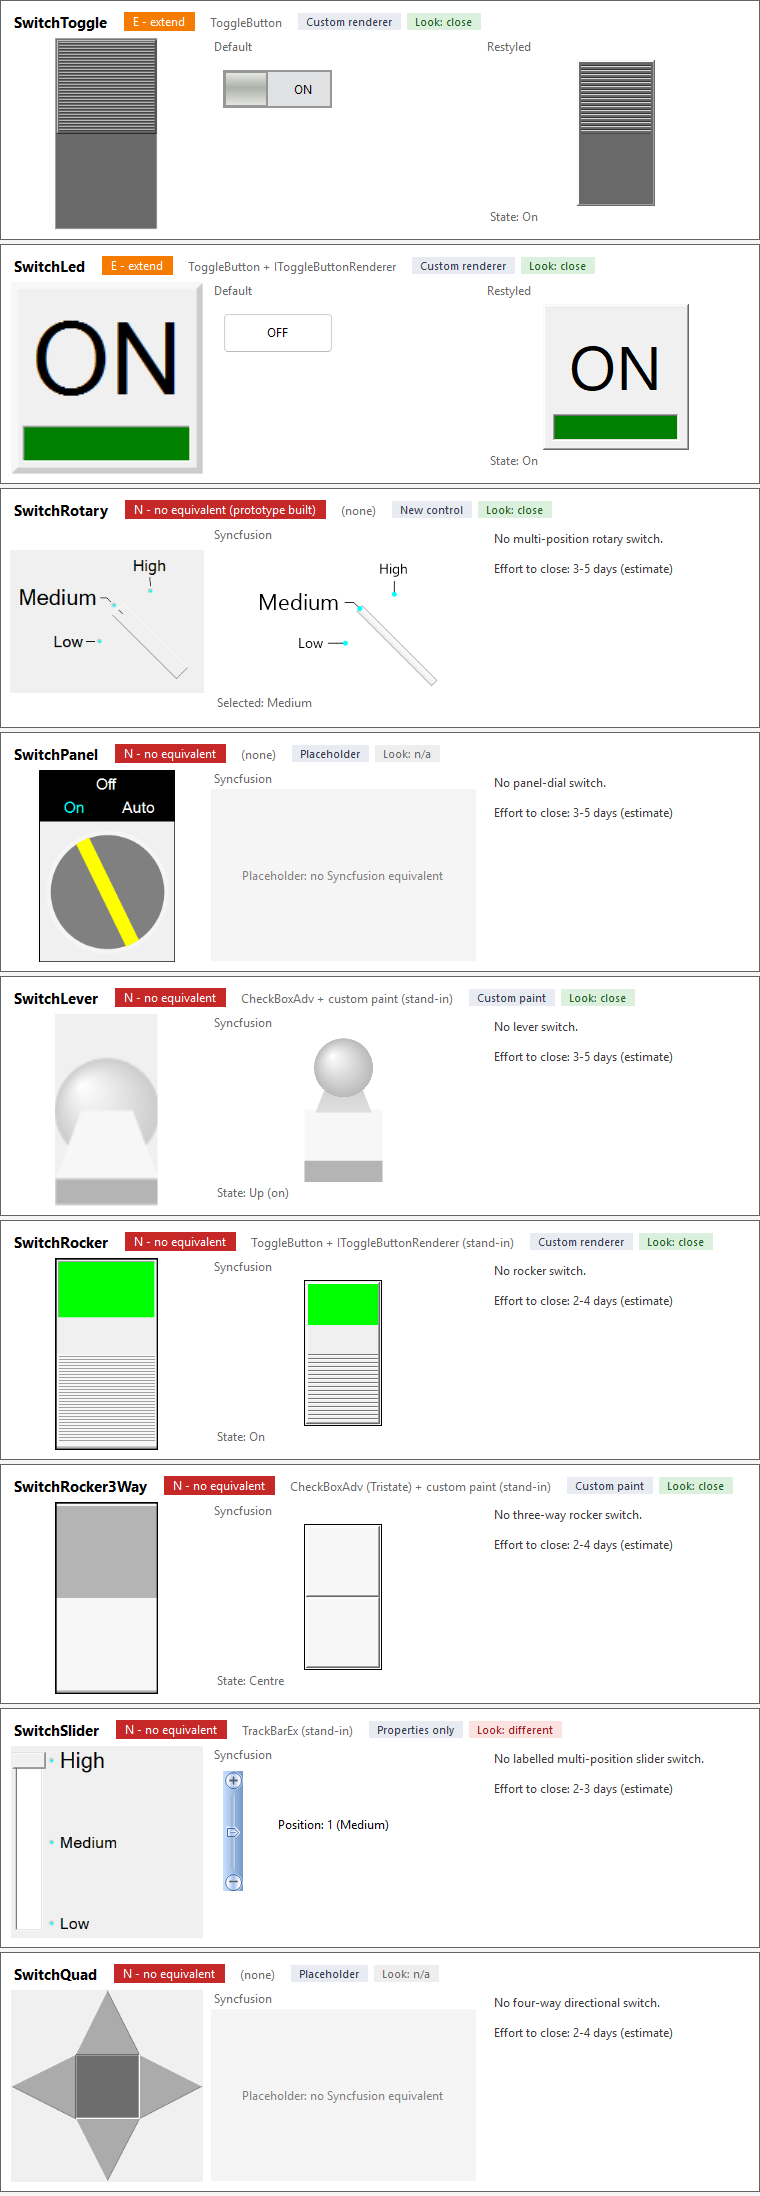 SwitchToggle E - extend ToggleButton Custom renderer Look: close
Default Restyled
ON
State: On
SwitchLed E - extend ToggleButton + IToggleButtonRenderer Custom renderer Look: close
Default Restyled
ON OFF ON
State: On
SwitchRotary N - no equivalent (prototype built) (none) New control Look: close
Syncfusion No multi-position rotary switch.
High High Effort to close: 3-5 days (estimate)
Medium Medium
Low Low
Selected: Medium
SwitchPanel N - no equivalent (none) Placeholder Look: n/a
Off Syncfusion No panel-dial switch.
On Auto Effort to close: 3-5 days (estimate)
Placeholder: no Syncfusion equivalent
SwitchLever N - no equivalent CheckBoxAdv + custom paint (stand-in) Custom paint Look: close
Syncfusion No lever switch.
Effort to close: 3-5 days (estimate)
State: Up (on)
SwitchRocker N - no equivalent ToggleButton + IToggleButtonRenderer (stand-in) Custom renderer Look: close
Syncfusion No rocker switch.
Effort to close: 2-4 days (estimate)
State: On
SwitchRocker3Way N - no equivalent CheckBoxAdv (Tristate) + custom paint (stand-in) Custom paint Look: close
Syncfusion No three-way rocker switch.
Effort to close: 2-4 days (estimate)
State: Centre
SwitchSlider N - no equivalent TrackBarEx (stand-in) Properties only Look: different
High Syncfusion No labelled multi-position slider switch.
Effort to close: 2-3 days (estimate)
Position: 1 (Medium)
Medium
Low
SwitchQuad N - no equivalent (none) Placeholder Look: n/a
Syncfusion No four-way directional switch.
Effort to close: 2-4 days (estimate)
Placeholder: no Syncfusion equivalent